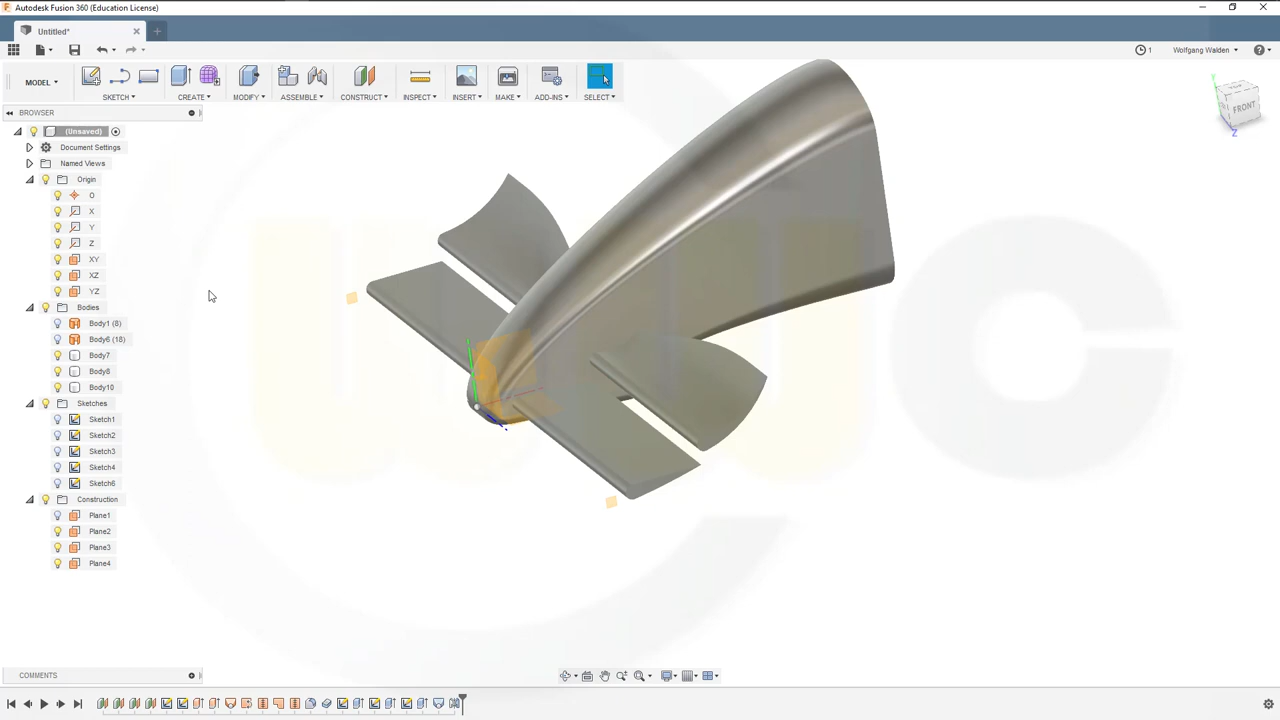 Autodesk Fusion 360 (Education License)
Untitled*
1
Wolfgang Walden
MODEL
SKETCH
CREATE
MODIFY
ASSEMBLE
CONSTRUCT
INSPECT
INSERT
MAKE
ADD-INS
SELECT
BROWSER
(Unsaved)
Document Settings
Named Views
Origin
O
X
Y
Z
XY
XZ
YZ
Bodies
Body1 (8)
Body6 (18)
Body7
Body8
Body10
Sketches
Sketch1
Sketch2
Sketch3
Sketch4
Sketch6
Construction
Plane1
Plane2
Plane3
Plane4
FRONT
Y
Z
COMMENTS